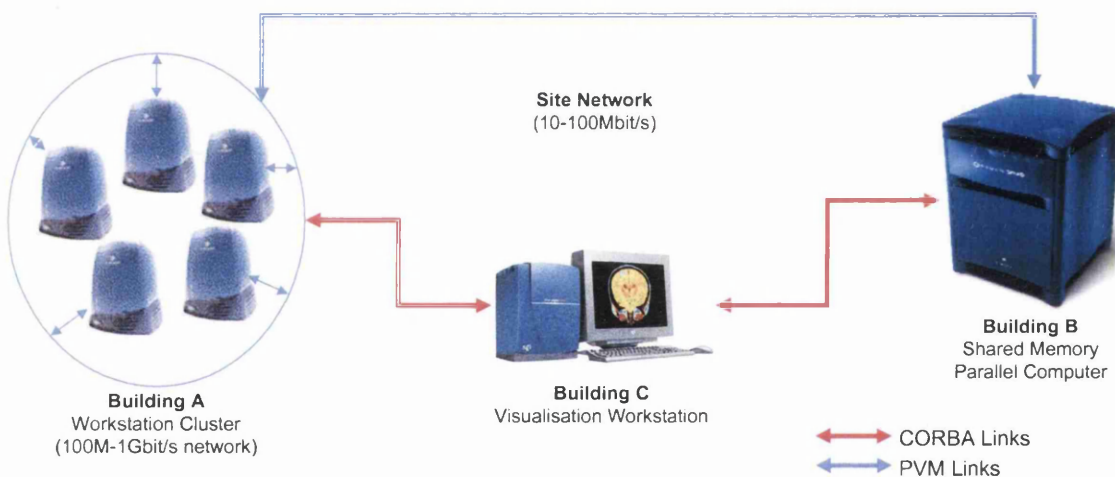 Site Network
(10-100Mbit/s)
Building A
Workstation Cluster
(100M-1Gbit/s network)
Building C
Visualisation Workstation
Building B
Shared Memory
Parallel Computer
CORBA Links
PVM Links